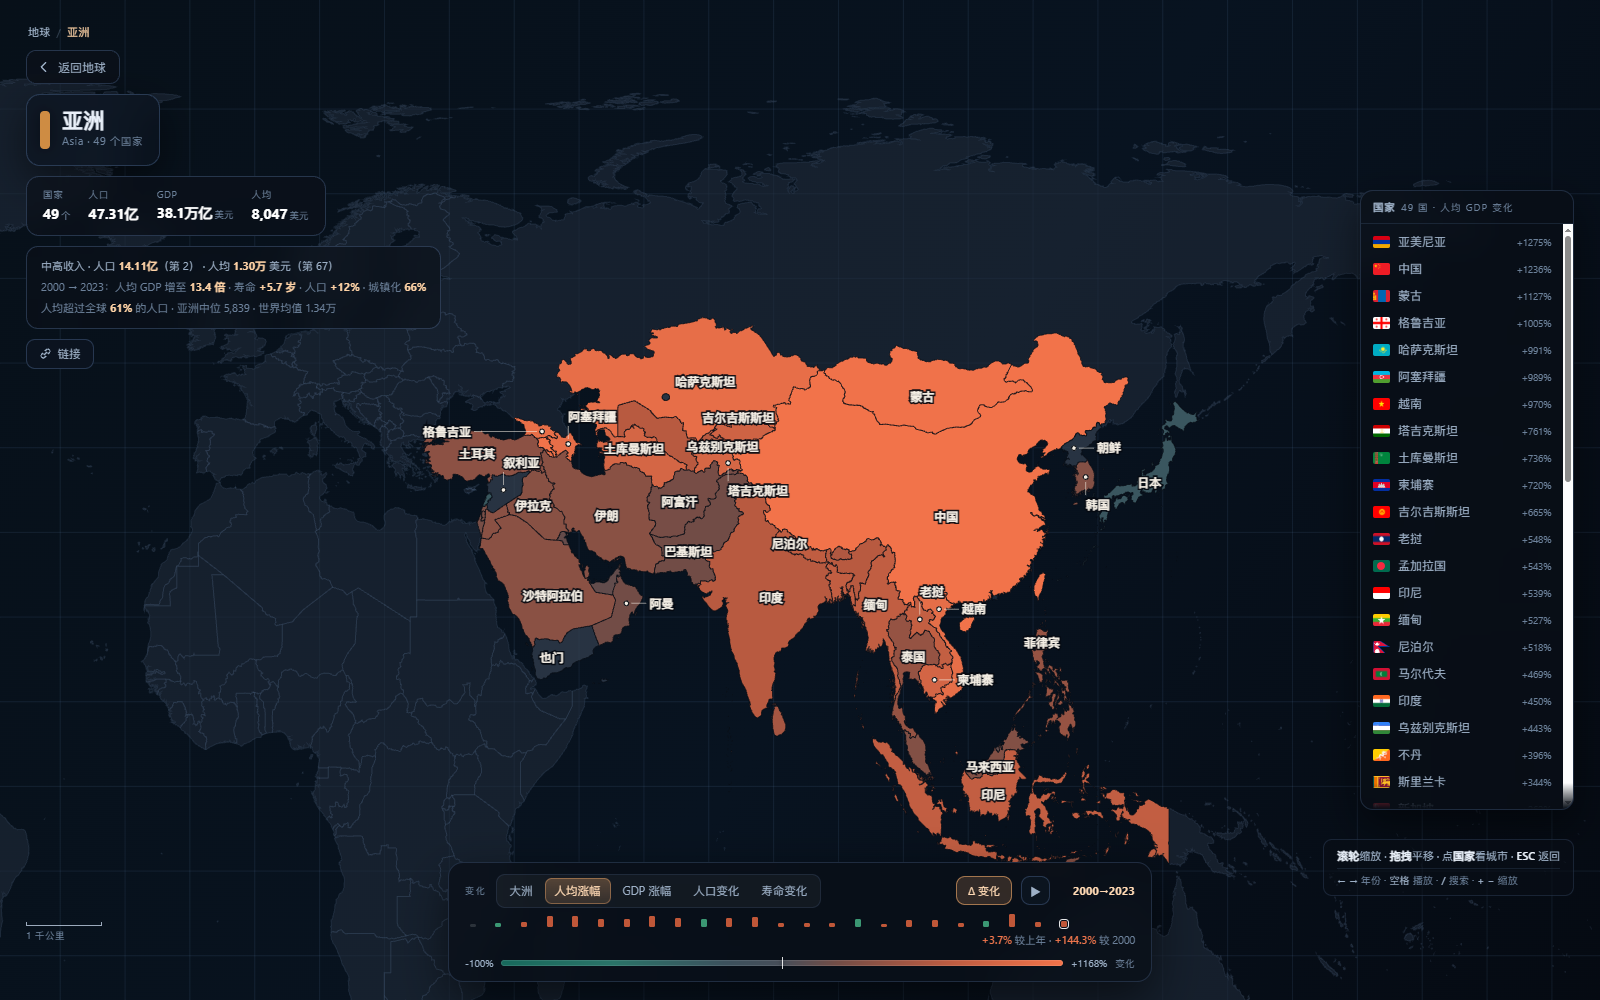 地球 / 亚洲
返回地球
亚洲
Asia · 49 个国家
国家 人口 GDP 人均
49 个 47.31亿 38.1万亿 美元 8,047 美元
中高收入 · 人口 14.11亿（第 2） · 人均 1.30万 美元（第 67）
2000 → 2023：人均 GDP 增至 13.4 倍 · 寿命 +5.7 岁 · 人口 +12% · 城镇化 66%
人均超过全球 61% 的人口 · 亚洲中位 5,839 · 世界均值 1.34万
链接
哈萨克斯坦
蒙古
阿塞拜疆
吉尔吉斯斯坦
格鲁吉亚
土耳其
土库曼斯坦
乌兹别克斯坦
朝鲜
叙利亚
日本
塔吉克斯坦
伊拉克
阿富汗
韩国
伊朗
中国
尼泊尔
巴基斯坦
沙特阿拉伯
印度
老挝
阿曼
缅甸
越南
菲律宾
也门
泰国
柬埔寨
马来西亚
印尼
国家 49 国 · 人均 GDP 变化
亚美尼亚 +1275%
中国 +1236%
蒙古 +1127%
格鲁吉亚 +1005%
哈萨克斯坦 +991%
阿塞拜疆 +989%
越南 +970%
塔吉克斯坦 +761%
土库曼斯坦 +736%
柬埔寨 +720%
吉尔吉斯斯坦 +665%
老挝 +548%
孟加拉国 +543%
印尼 +539%
缅甸 +527%
尼泊尔 +518%
马尔代夫 +469%
印度 +450%
乌兹别克斯坦 +443%
不丹 +396%
斯里兰卡 +344%
滚轮缩放 · 拖拽平移 · 点国家看城市 · ESC 返回
← → 年份 · 空格 播放 · / 搜索 · + − 缩放
变化 大洲 人均涨幅 GDP 涨幅 人口变化 寿命变化 Δ 变化 ▶ 2000→2023
+3.7% 较上年 · +144.3% 较 2000
-100% +1168% 变化
1 千公里